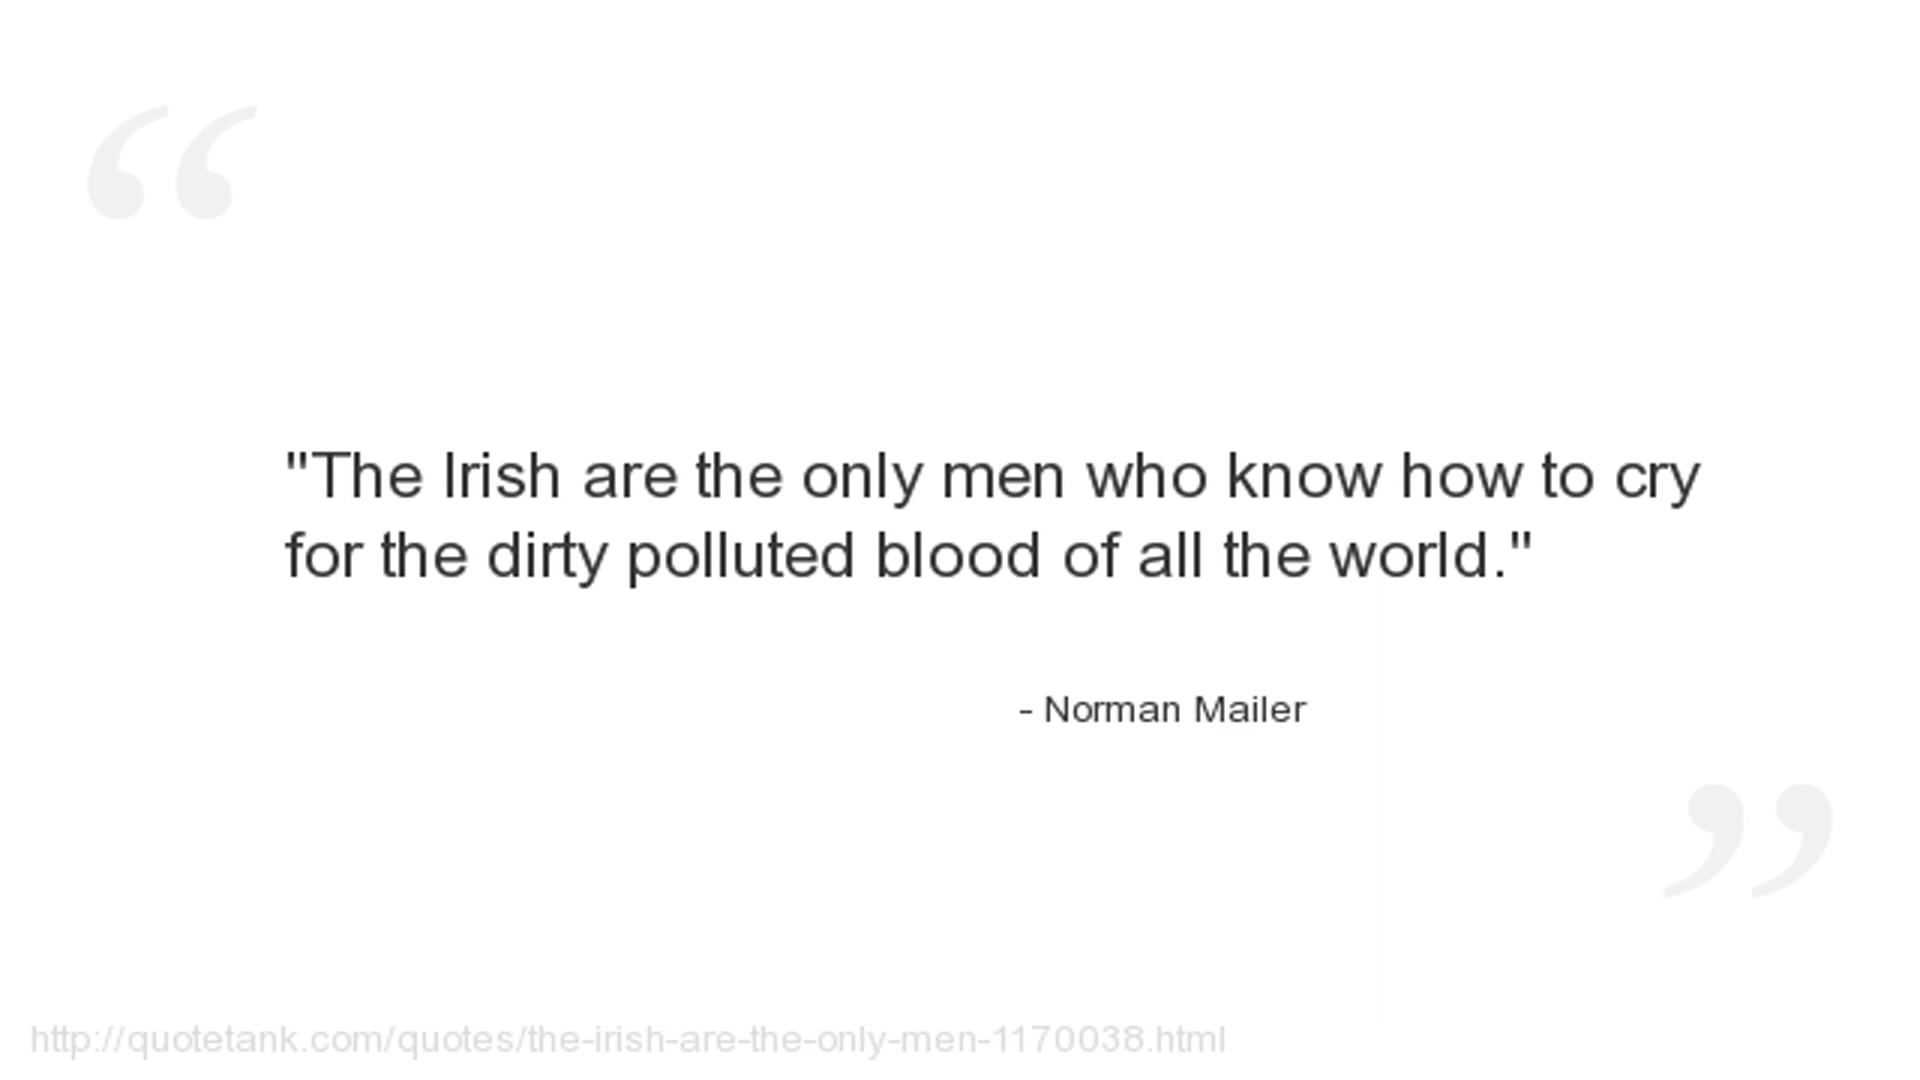 "The Irish are the only men who know how to cry
for the dirty polluted blood of all the world."
- Norman Mailer
http://quotetank.com/quotes/the-irish-are-the-only-men-1170038.html